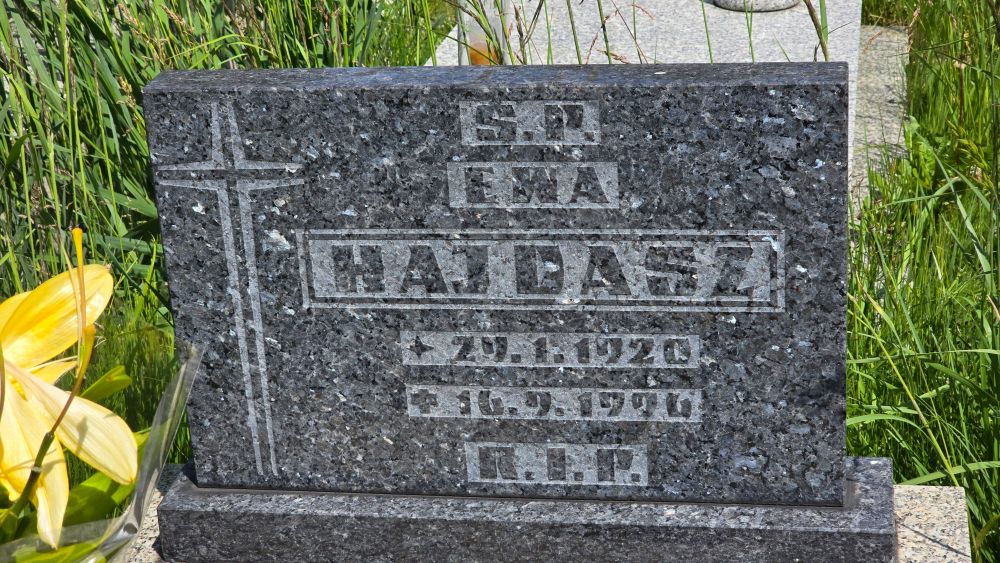 S.P.
EWA
HAJDASZ
29.1.1920
+ 16.9.1996
R.I.P.